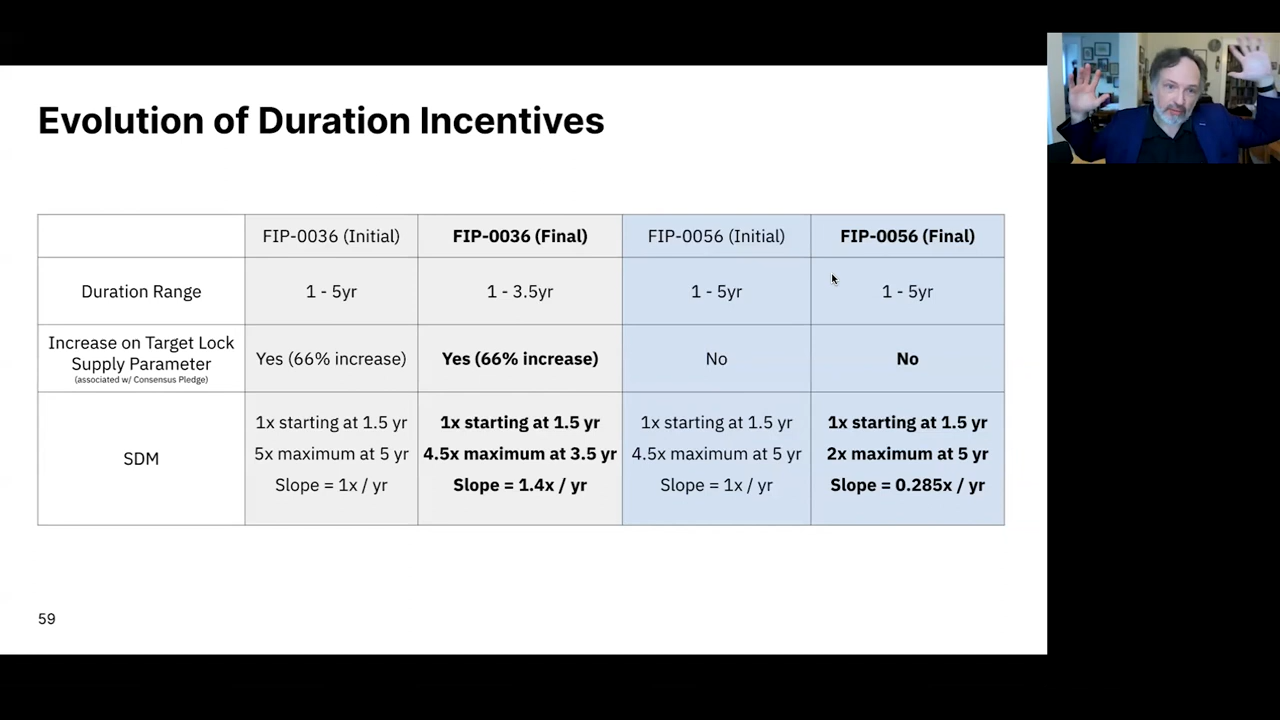 Evolution of Duration Incentives
FIP-0036 (Initial)
FIP-0036 (Final)
FIP-0056 (Initial)
FIP-0056 (Final)
Duration Range
1 - 5yr
1 - 3.5yr
1 - 5yr
1 - 5yr
Increase on Target Lock
Supply Parameter
(associated w/ Consensus Pledge)
Yes (66% increase)
Yes (66% increase)
No
No
SDM
1x starting at 1.5 yr
5x maximum at 5 yr
Slope = 1x / yr
1x starting at 1.5 yr
4.5x maximum at 3.5 yr
Slope = 1.4x / yr
1x starting at 1.5 yr
4.5x maximum at 5 yr
Slope = 1x / yr
1x starting at 1.5 yr
2x maximum at 5 yr
Slope = 0.285x / yr
59